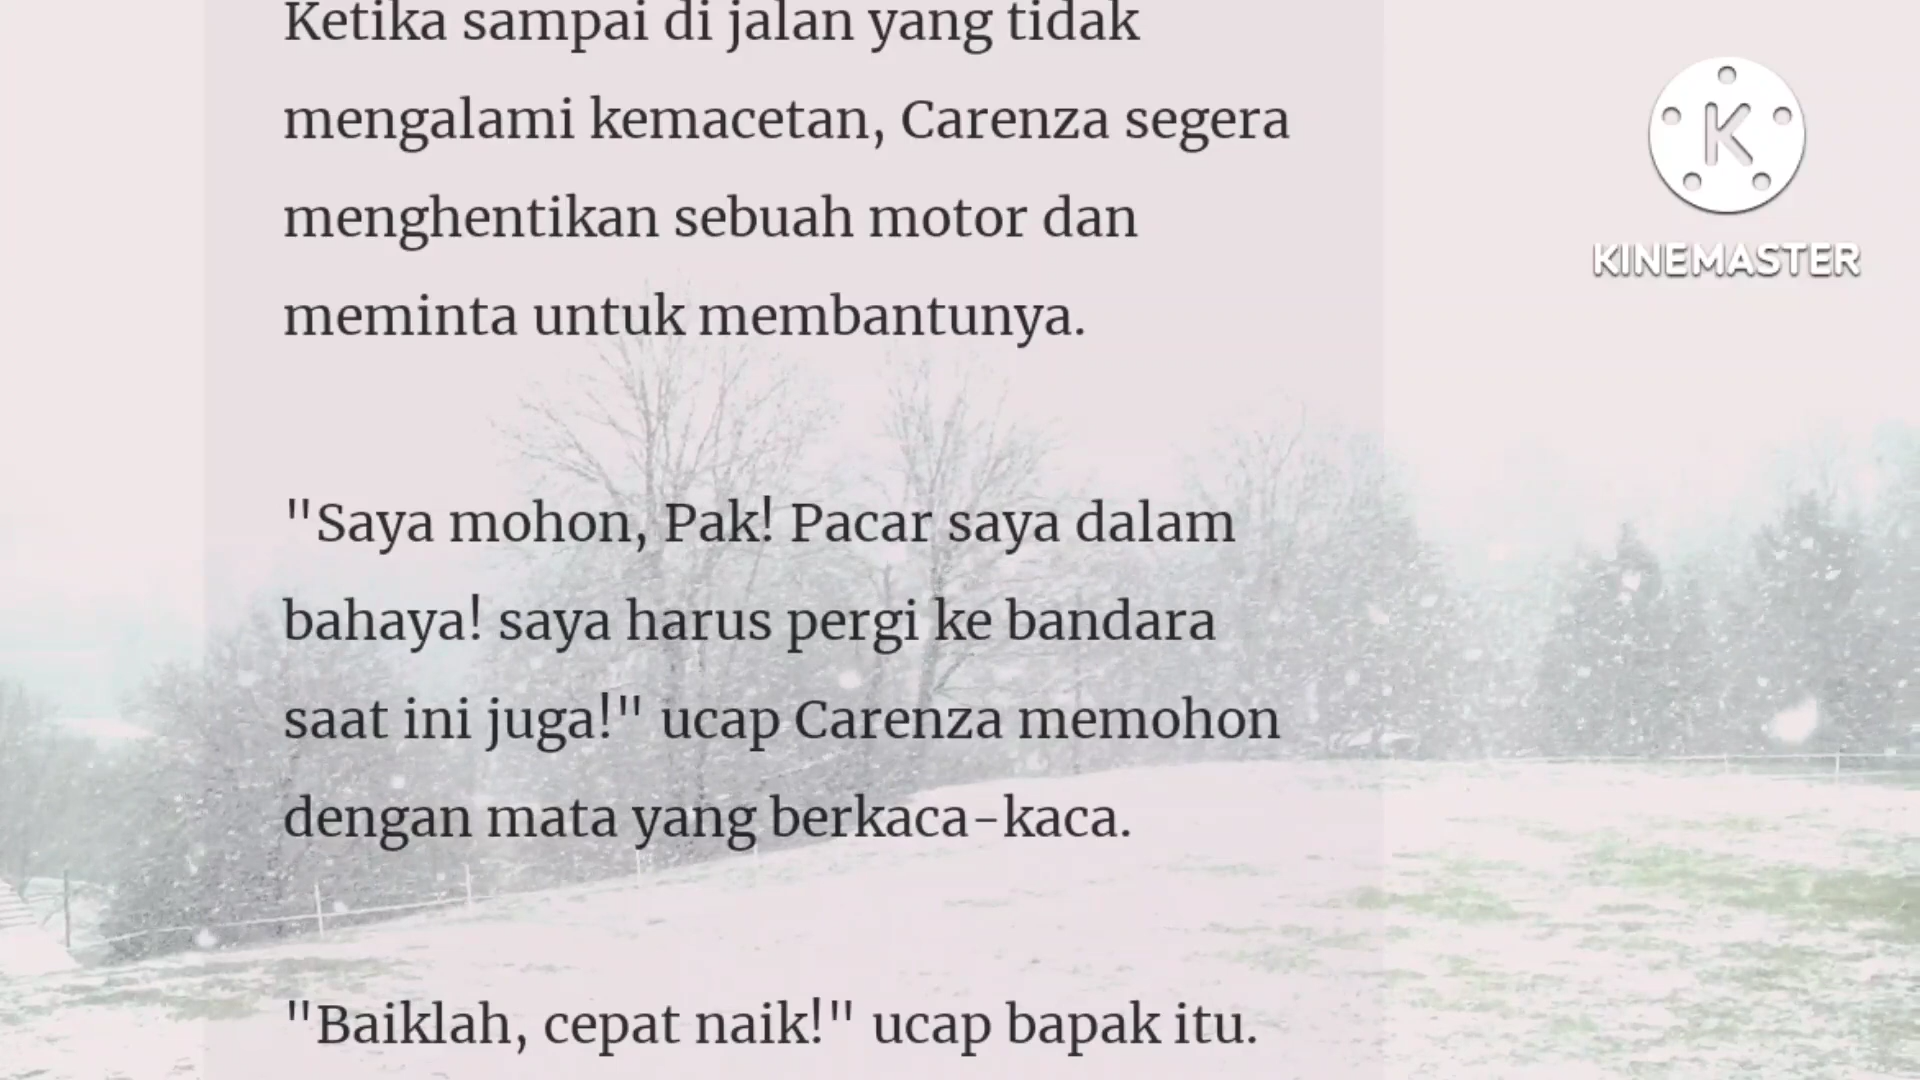 Ketika sampai di jalan yang tidak
mengalami kemacetan, Carenza segera
menghentikan sebuah motor dan
meminta untuk membantunya.
"Saya mohon, Pak! Pacar saya dalam
bahaya! saya harus pergi ke bandara
saat ini juga!" ucap Carenza memohon
dengan mata yang berkaca-kaca.
"Baiklah, cepat naik!" ucap bapak itu.
K
KINEMASTER